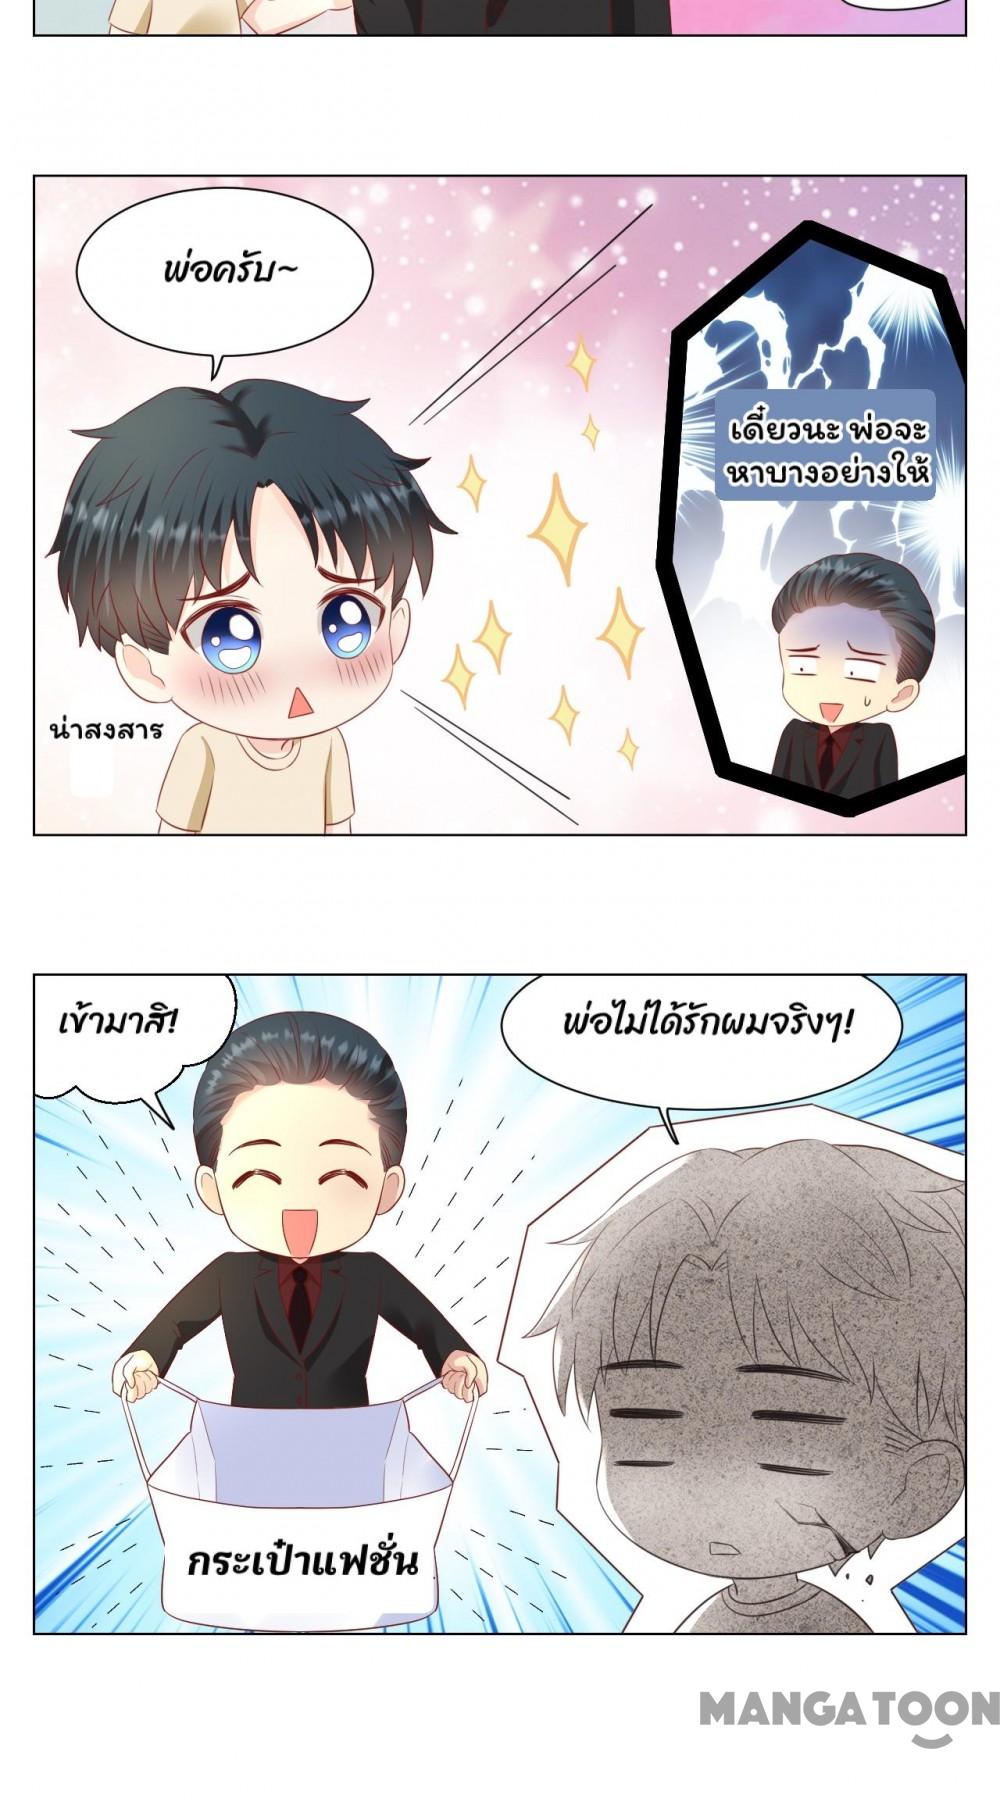 พ่อครับ~
เดี๋ยวนะ พ่อจะ
หาบางอย่างให้
น่าสงสาร
เข้ามาสิ!
พ่อไม่ได้รักผมจริงๆ!
กระเป๋าแฟชั่น
MANGATOON